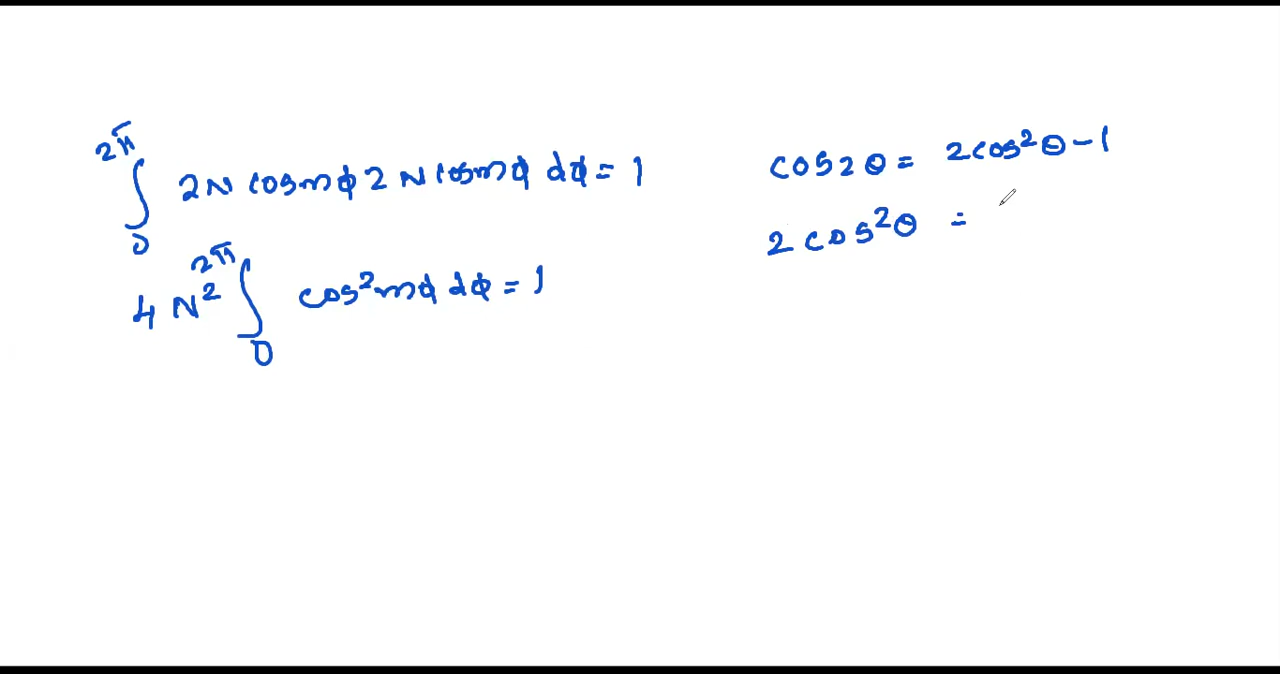 ∫₀^{2π} 2N cosmϕ 2N cosmϕ dϕ = 1
4N² ∫₀^{2π} cos²mϕ dϕ = 1
cos2θ = 2cos²θ - 1
2cos²θ =